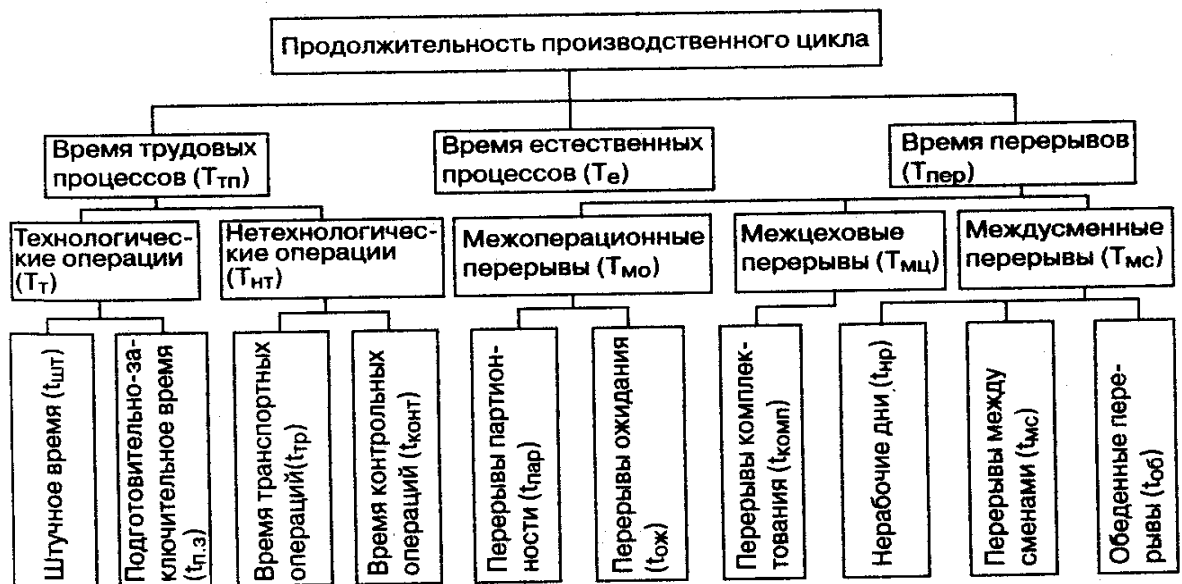 Продолжительность производственного цикла
Время трудовых
процессов (Tтп)
Время естественных
процессов (Tе)
Время перерывов
(Tпер)
Технологичес-
кие операции
(Tт)
Нетехнологичес-
кие операции
(Tнт)
Межоперационные
перерывы (Tмо)
Межцеховые
перерывы (Tмц)
Междусменные
перерывы (Tмс)
Штучное время (tшт)
Подготовительно-за-
ключительное время
(tп.з)
Время транспортных
операций(tтр)
Время контрольных
операций (tконт)
Перерывы партион-
ности (tпар)
Перерывы ожидания
(tож)
Перерывы комплек-
тования (tкомп)
Нерабочие дни (tнр)
Перерывы между
сменами (tмс)
Обеденные пере-
рывы (tоб)